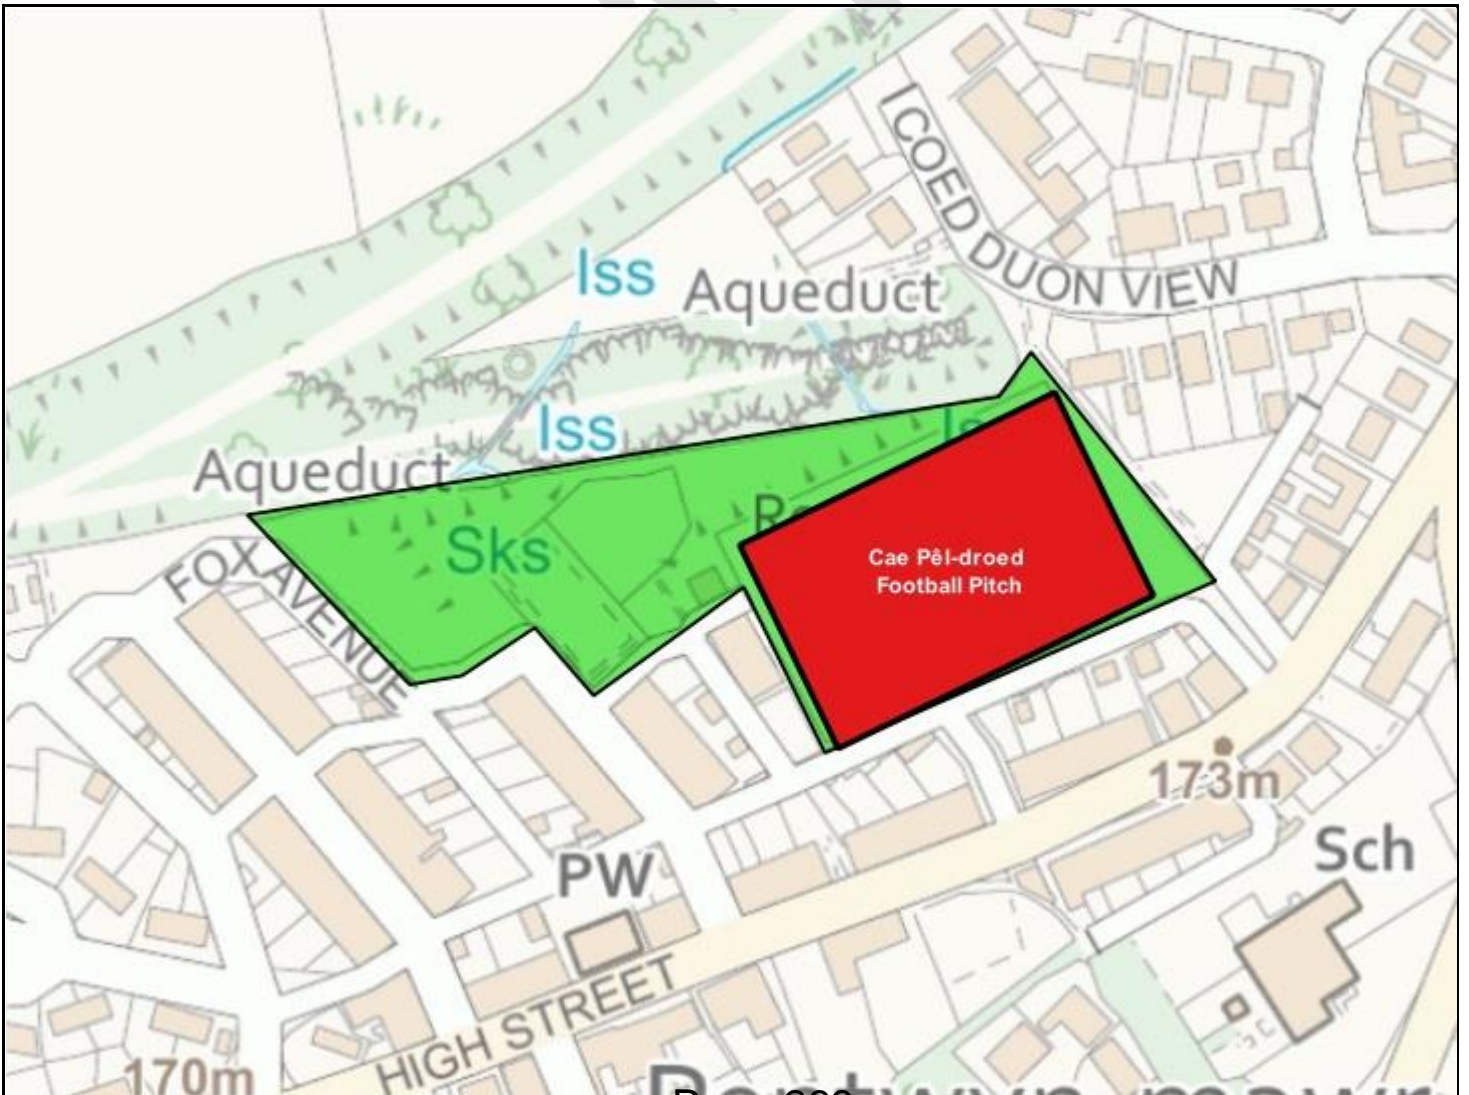 COED DUON VIEW
Iss
Aqueduct
Iss
Aqueduct
FOX AVENUE
Sks
Cae Pêl-droed
Football Pitch
173m
Sch
PW
HIGH STREET
170m